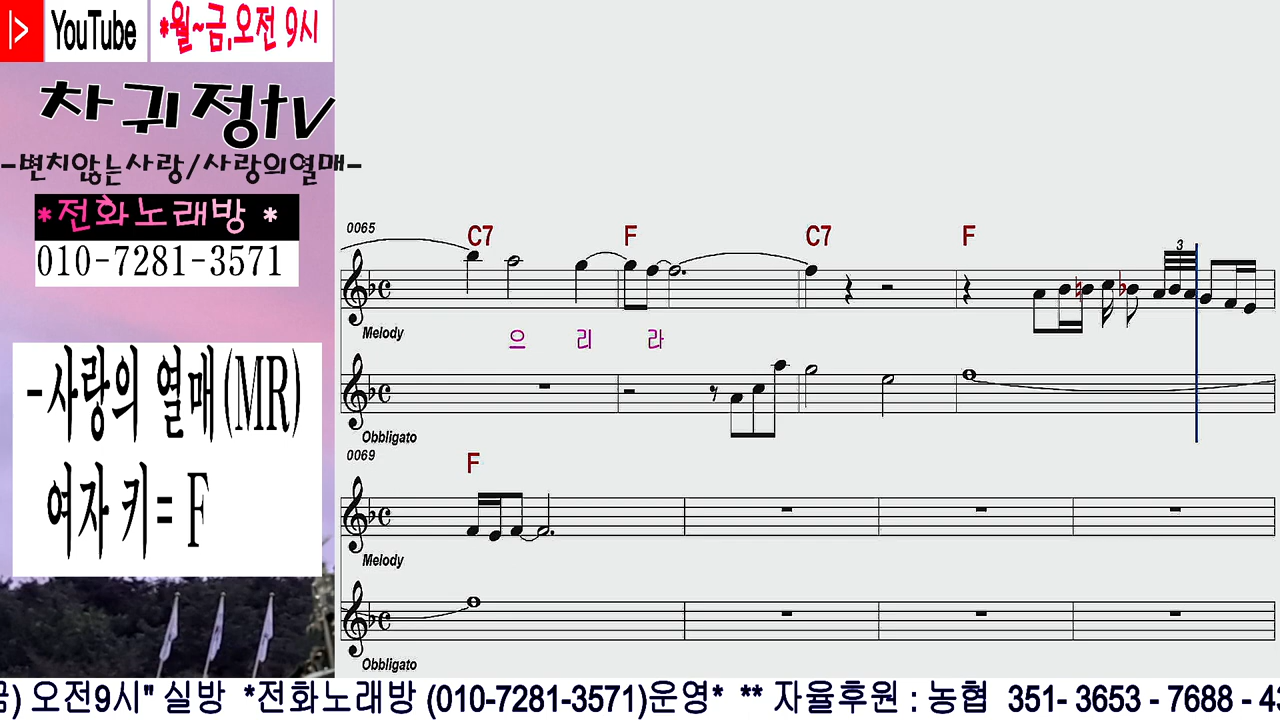 YouTube
*월~금,오전 9시
차귀정tv
-변치않는사랑/사랑의열매-
*전화노래방 *
010-7281-3571
-사랑의 열매(MR)
여자 키= F
0065
C7 F C7 F
3
Melody
으 리 라
Obbligato
0069
F
Melody
Obbligato
금) 오전9시" 실방 *전화노래방 (010-7281-3571)운영* ** 자율후원 : 농협 351- 3653 - 7688 - 43